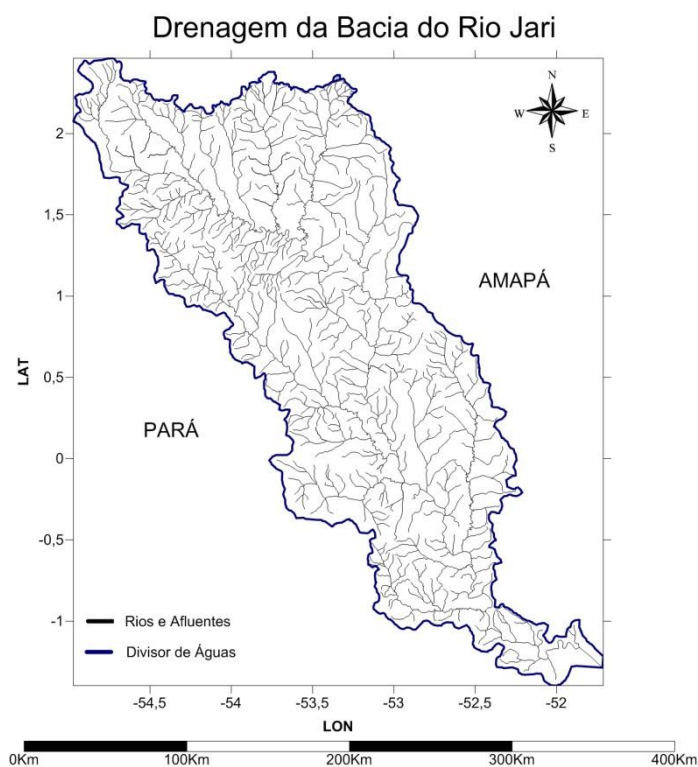 Drenagem da Bacia do Rio Jari
N
W E
S
2
1,5
AMAPÁ
1
LAT
0,5
PARÁ
0
-0,5
-1
Rios e Afluentes
Divisor de Águas
-54,5 -54 -53,5 -53 -52,5 -52
LON
0Km 100Km 200Km 300Km 400Km